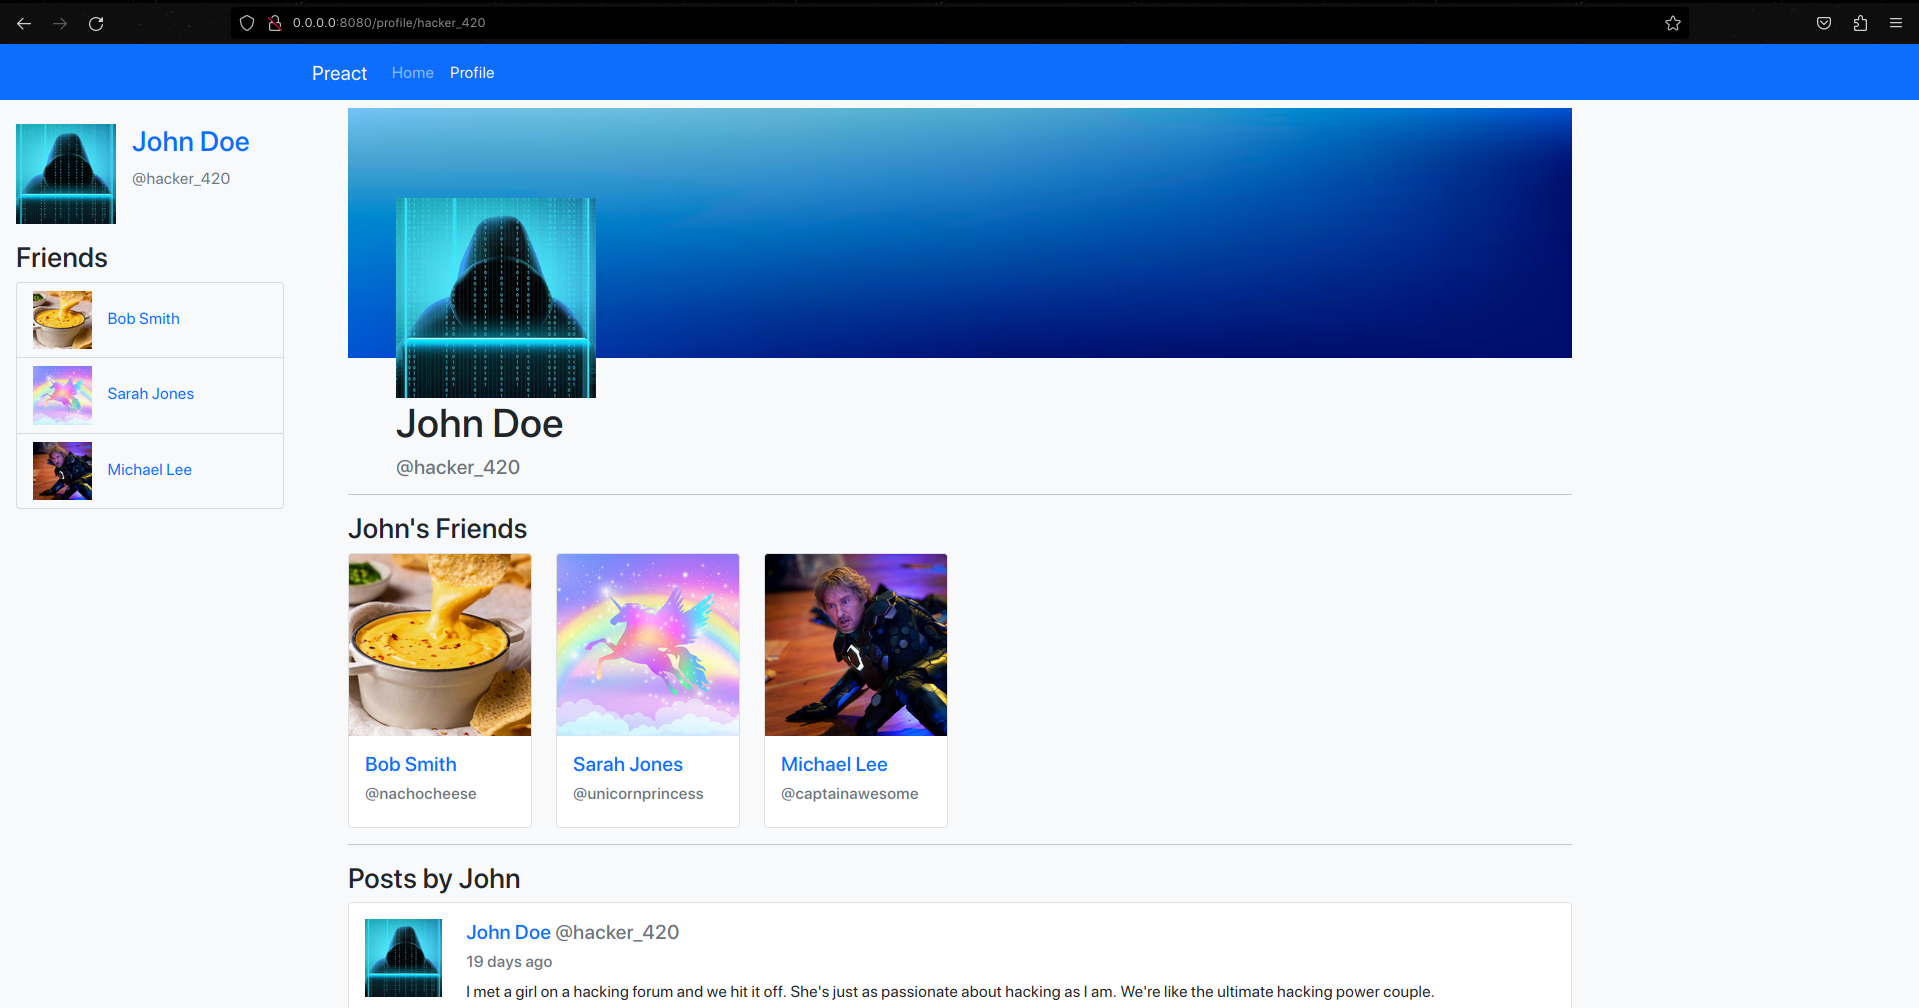 0.0.0.0:8080/profile/hacker_420
Preact Home Profile
John Doe
@hacker_420
Friends
Bob Smith
Sarah Jones
Michael Lee
John Doe
@hacker_420
John's Friends
Bob Smith
@nachocheese
Sarah Jones
@unicornprincess
Michael Lee
@captainawesome
Posts by John
John Doe @hacker_420
19 days ago
I met a girl on a hacking forum and we hit it off. She's just as passionate about hacking as I am. We're like the ultimate hacking power couple.